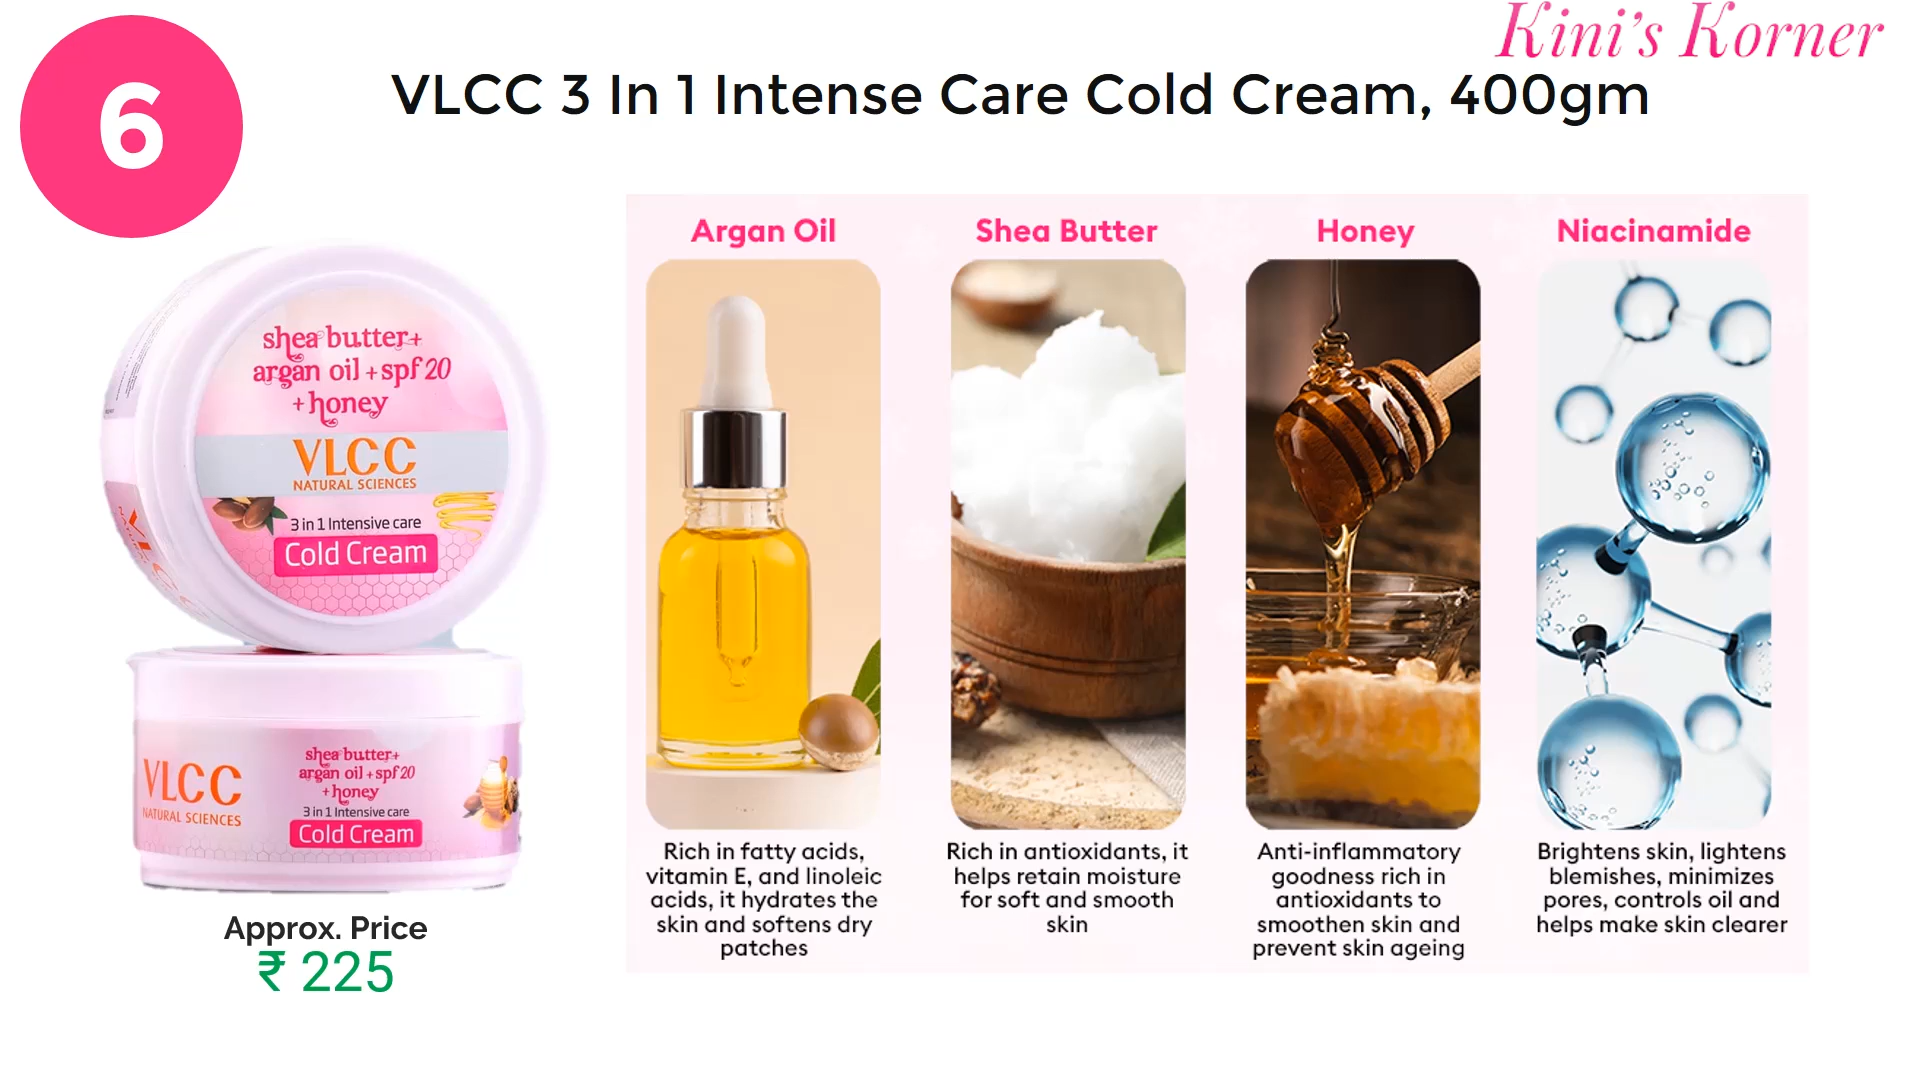 Kini's Korner
6
VLCC 3 In 1 Intense Care Cold Cream, 400gm
shea butter+
argan oil + spf 20
+ honey
VLCC
NATURAL SCIENCES
3 in 1 Intensive care
Cold Cream
VLCC
NATURAL SCIENCES
shea butter+
argan oil + spf 20
+ honey
3 in 1 Intensive care
Cold Cream
Approx. Price
₹ 225
Argan Oil
Rich in fatty acids,
vitamin E, and linoleic
acids, it hydrates the
skin and softens dry
patches
Shea Butter
Rich in antioxidants, it
helps retain moisture
for soft and smooth
skin
Honey
Anti-inflammatory
goodness rich in
antioxidants to
smoothen skin and
prevent skin ageing
Niacinamide
Brightens skin, lightens
blemishes, minimizes
pores, controls oil and
helps make skin clearer